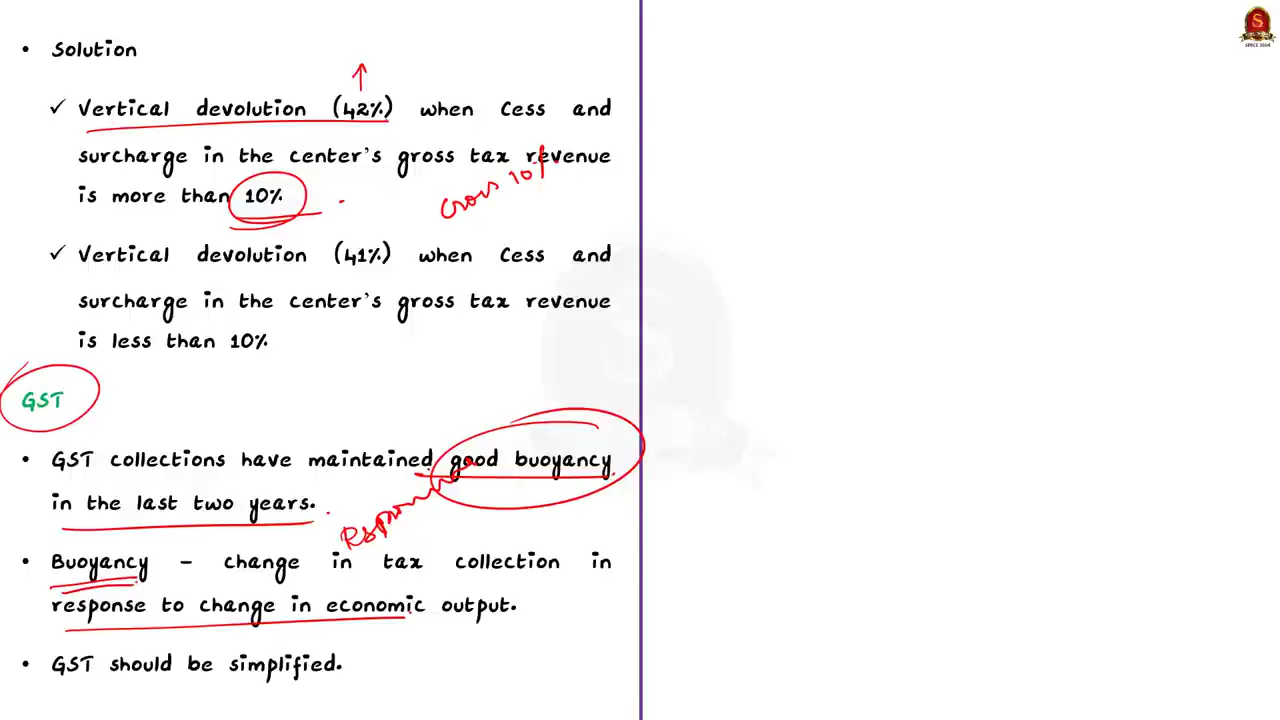 • Solution
✓ Vertical devolution (42%) when Cess and
surcharge in the center's gross tax revenue
is more than 10%
Cross 10%
✓ Vertical devolution (41%) when Cess and
surcharge in the center's gross tax revenue
is less than 10%
GST
• GST collections have maintained good buoyancy
in the last two years.
• Buoyancy - change in tax collection in
response to change in economic output.
• GST should be simplified.
S
SINCE 2004